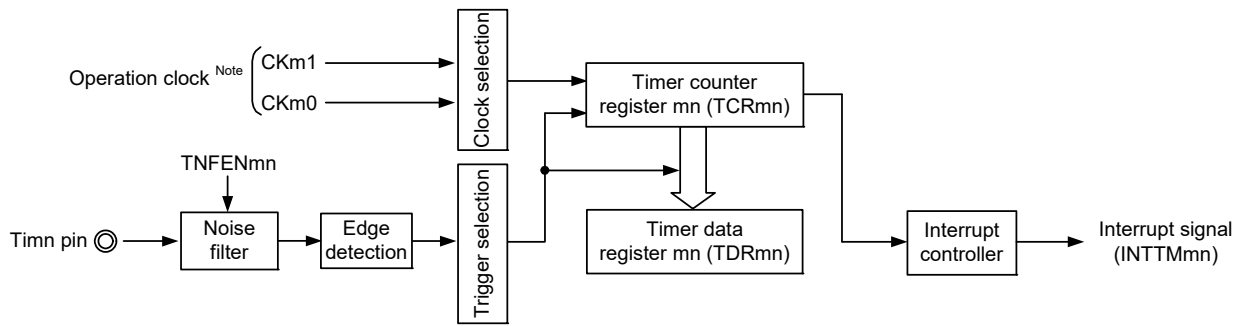 Operation clock Note
CKm1
CKm0
Clock selection
Timer counter
register mn (TCRmn)
TNFENmn
Timn pin
Noise
filter
Edge
detection
Trigger selection
Timer data
register mn (TDRmn)
Interrupt
controller
Interrupt signal
(INTTMmn)